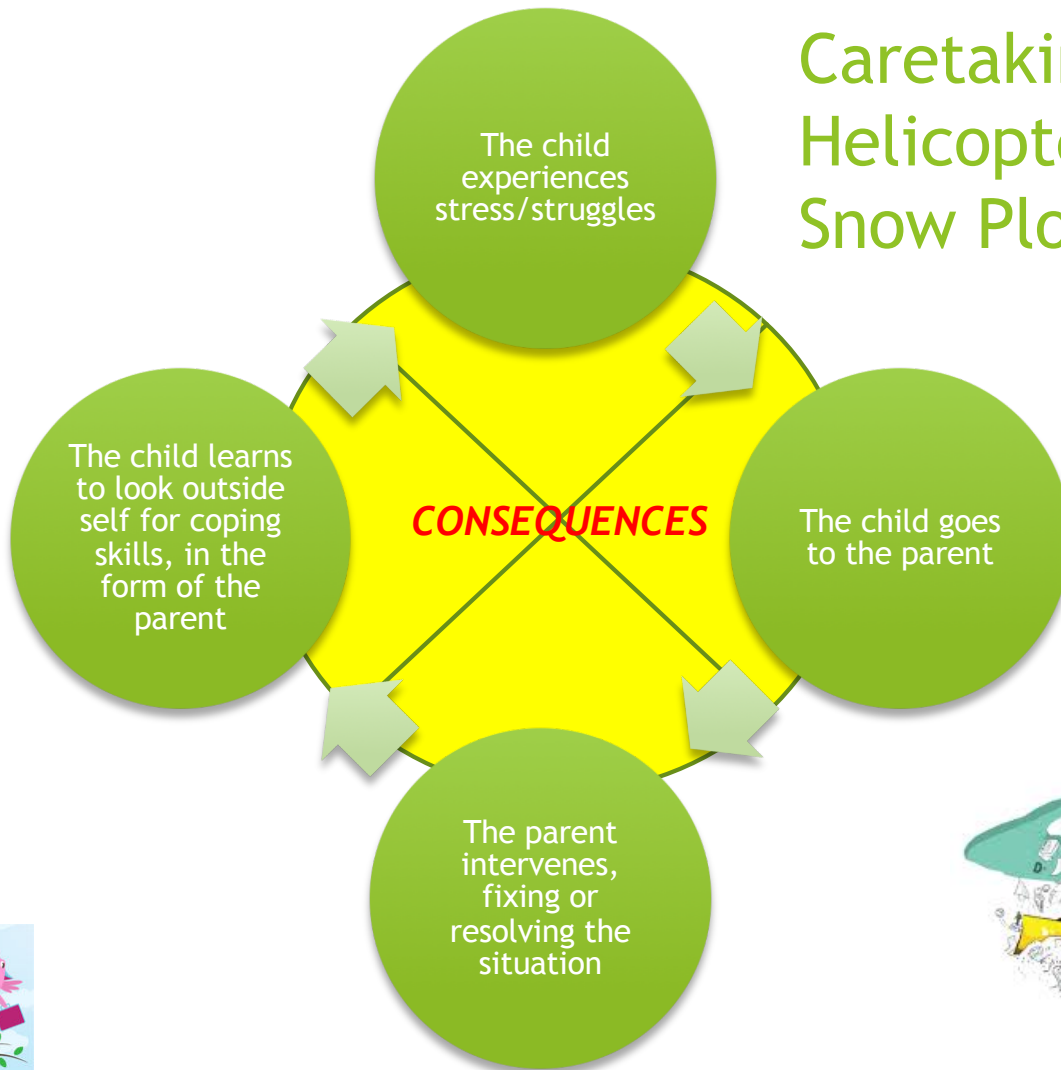 Caretakin
Helicopte
Snow Plo
The child
experiences
stress/struggles
The child goes
to the parent
The parent
intervenes,
fixing or
resolving the
situation
The child learns
to look outside
self for coping
skills, in the
form of the
parent
CONSEQUENCES